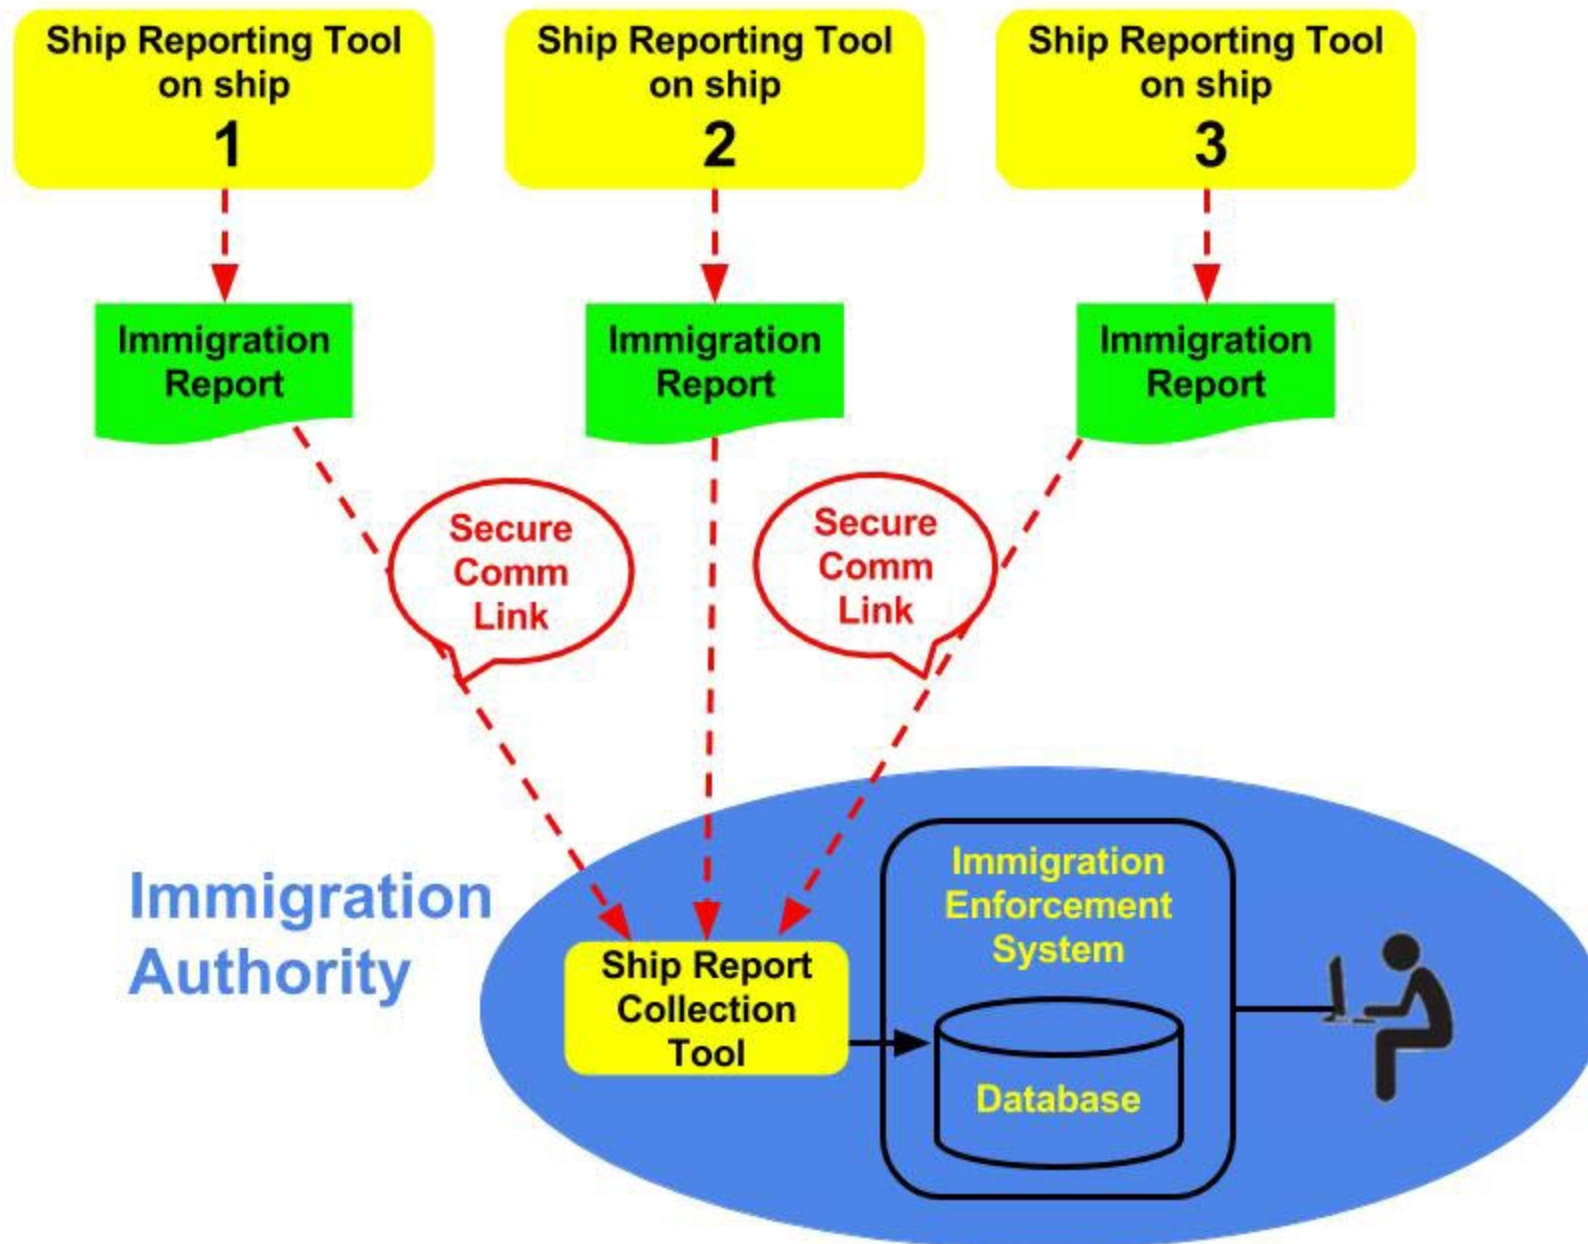 Ship Reporting Tool
on ship
1
Ship Reporting Tool
on ship
2
Ship Reporting Tool
on ship
3
Immigration
Report
Immigration
Report
Immigration
Report
Secure
Comm
Link
Secure
Comm
Link
Immigration
Authority
Ship Report
Collection
Tool
Immigration
Enforcement
System
Database